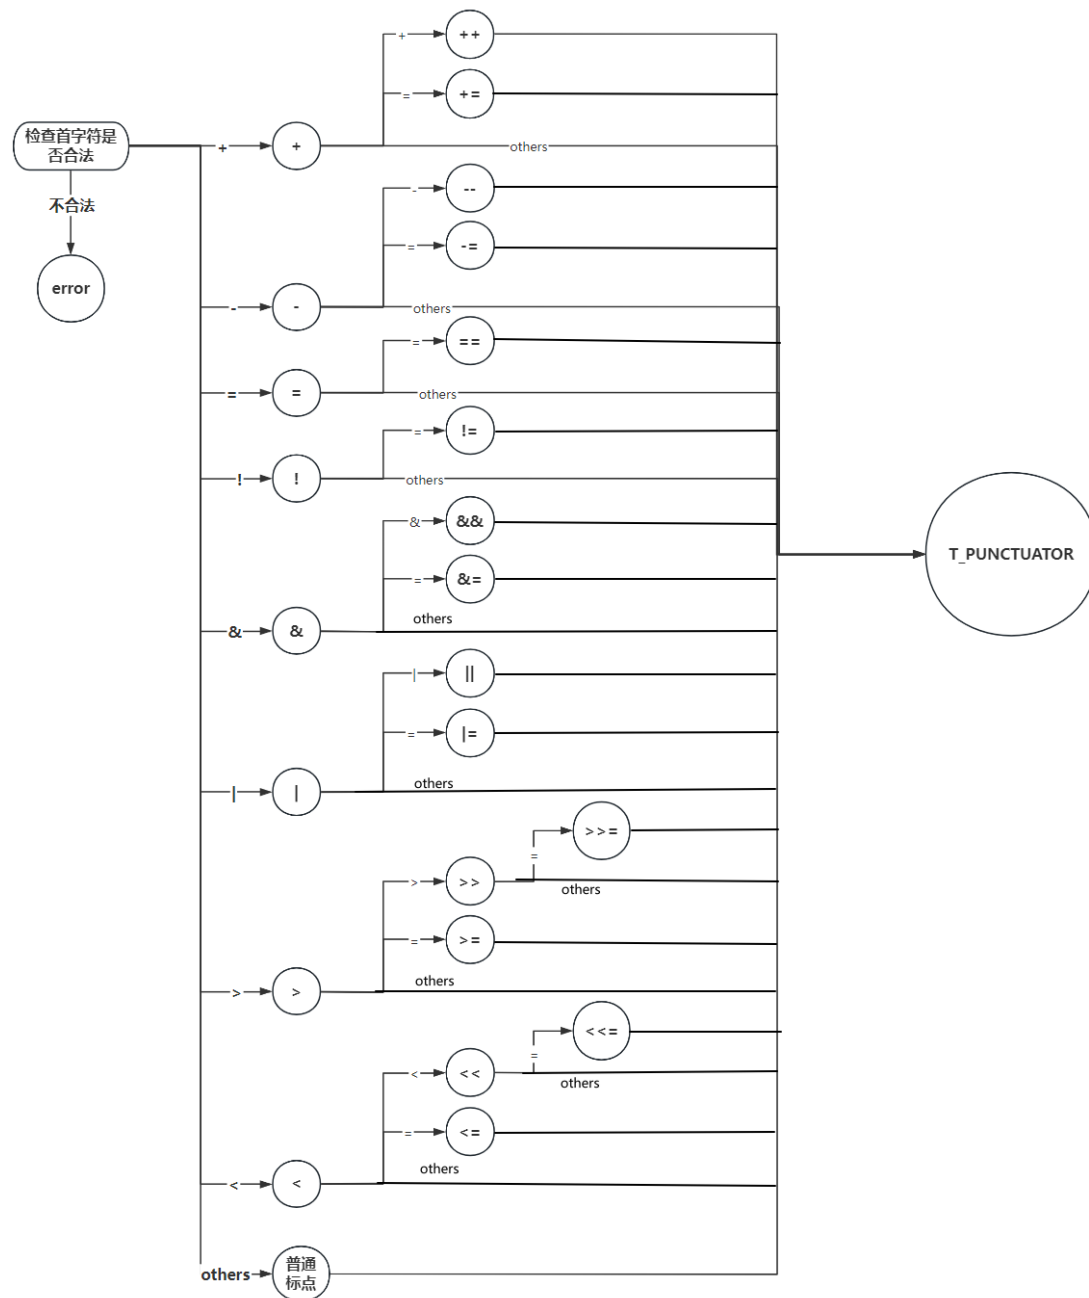 +
++
=
+=
检查首字符是
否合法
+
+
others
不合法
error
-
--
=
-=
-
-
others
=
==
=
=
others
=
!=
!
!
others
&
&&
=
&=
others
&
&
T_PUNCTUATOR
|
||
=
|=
others
|
|
=
>>=
>
>>
others
=
>=
others
>
>
=
<<=
<
<<
others
=
<=
others
<
<
others
普通
标点